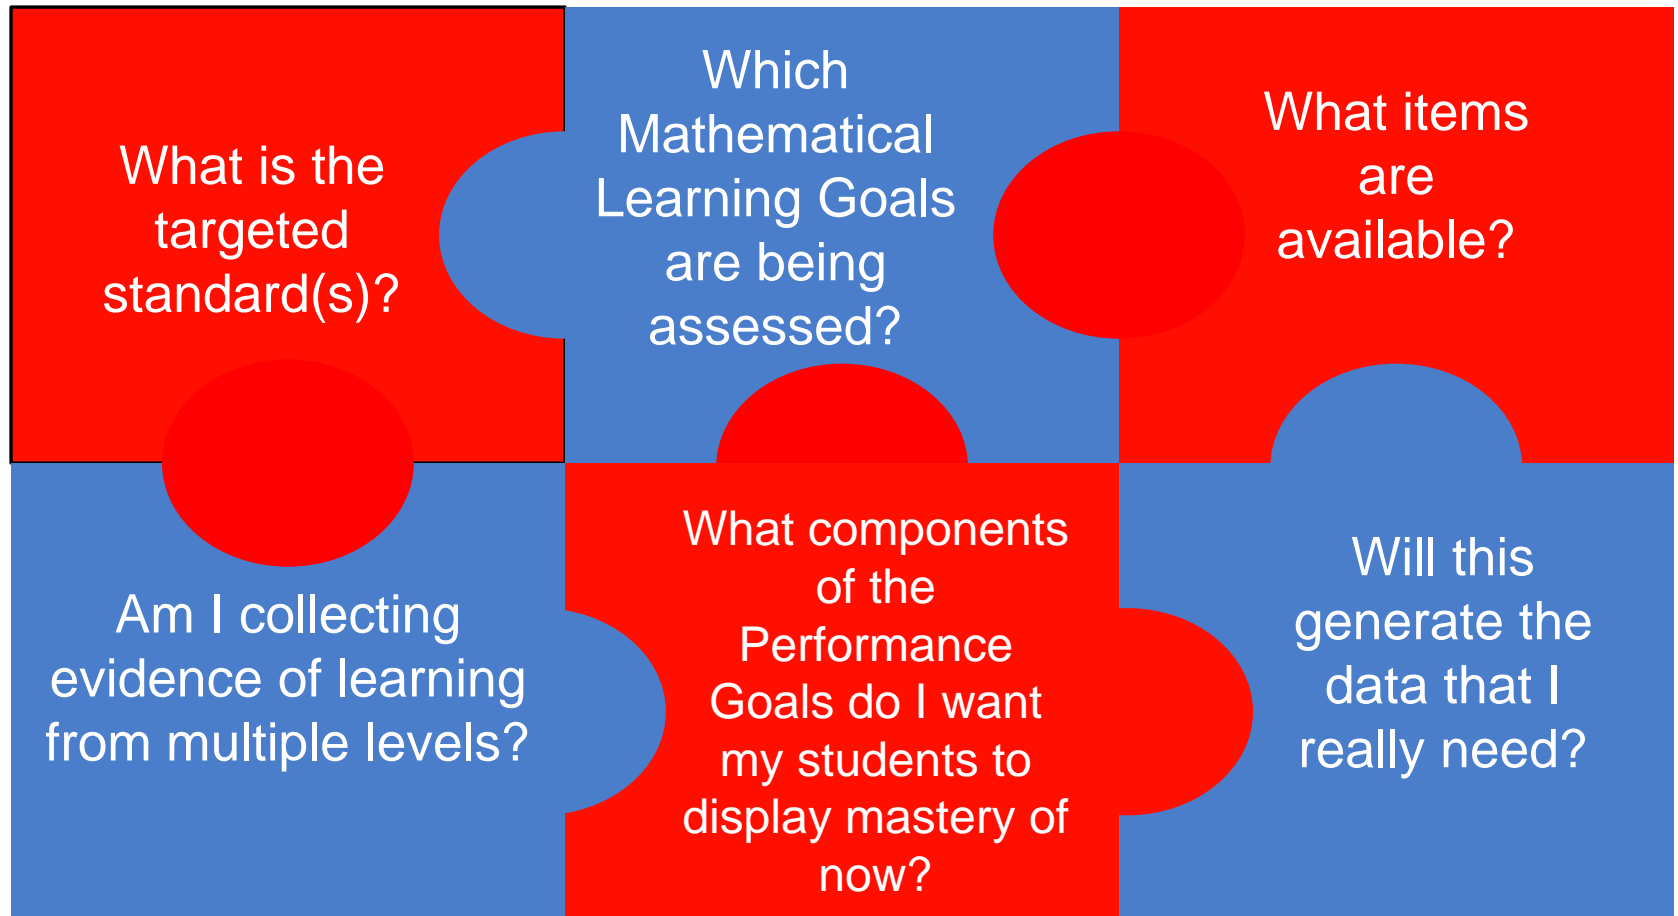 What is the
targeted
standard(s)?
Which
Mathematical
Learning Goals
are being
assessed?
What items
are
available?
Am I collecting
evidence of learning
from multiple levels?
What components
of the
Performance
Goals do I want
my students to
display mastery of
now?
Will this
generate the
data that I
really need?